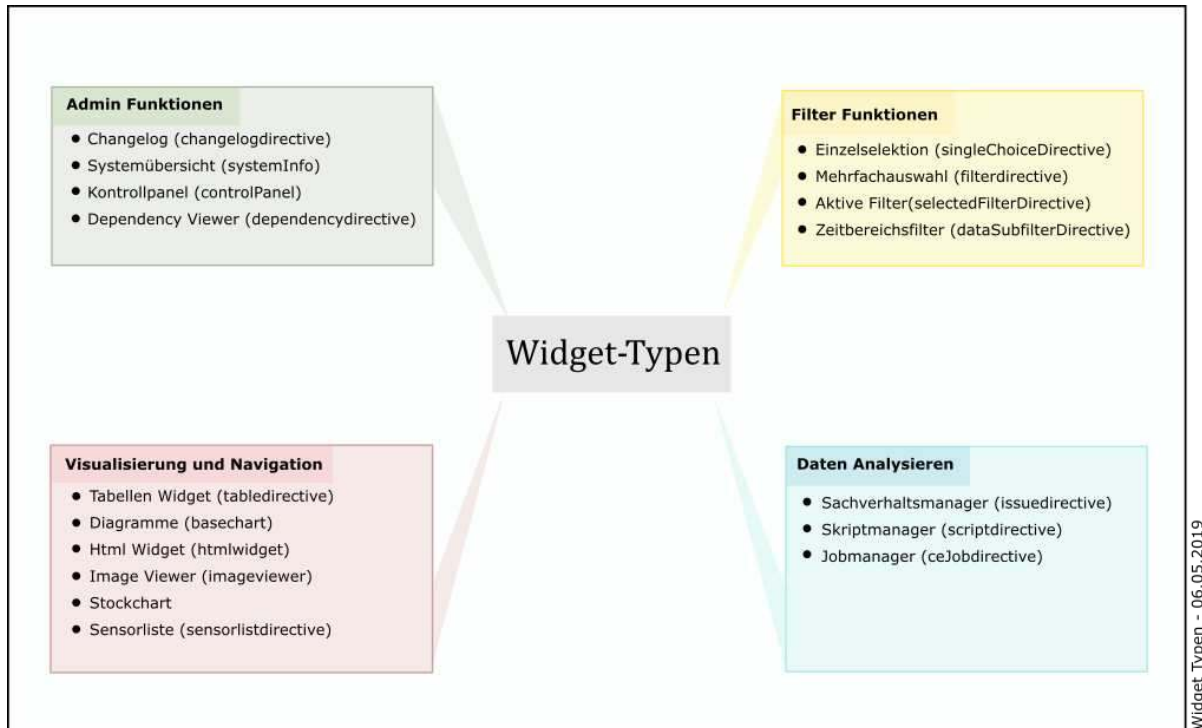 Admin Funktionen
• Changelog (changelogdirective)
• Systemübersicht (systemInfo)
• Kontrollpanel (controlPanel)
• Dependency Viewer (dependencydirective)
Filter Funktionen
• Einzelselektion (singleChoiceDirective)
• Mehrfachauswahl (filterdirective)
• Aktive Filter(selectedFilterDirective)
• Zeitbereichsfilter (dataSubfilterDirective)
Widget-Typen
Visualisierung und Navigation
• Tabellen Widget (tabledirective)
• Diagramme (basechart)
• Html Widget (htmlwidget)
• Image Viewer (imageviewer)
• Stockchart
• Sensorliste (sensorlistdirective)
Daten Analysieren
• Sachverhaltsmanager (issuedirective)
• Skriptmanager (scriptdirective)
• Jobmanager (ceJobdirective)
Widget Typen - 06.05.2019